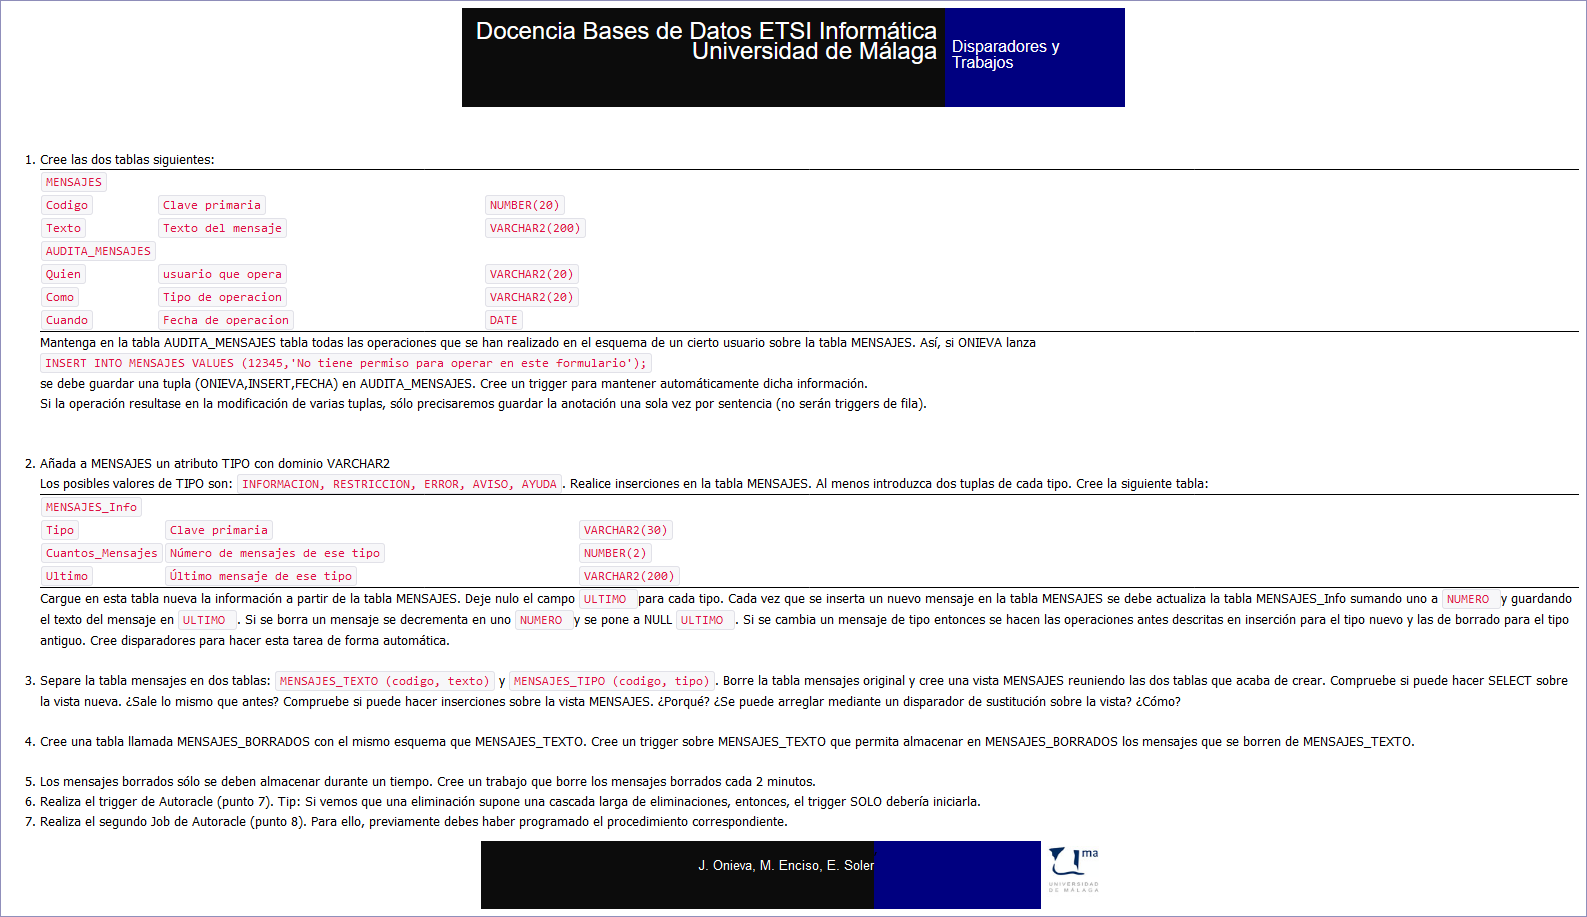 Docencia Bases de Datos ETSI Informática
Universidad de Málaga
Disparadores y
Trabajos
1. Cree las dos tablas siguientes:
MENSAJES
Codigo Clave primaria NUMBER(20)
Texto Texto del mensaje VARCHAR2(200)
AUDITA_MENSAJES
Quien usuario que opera VARCHAR2(20)
Como Tipo de operacion VARCHAR2(20)
Cuando Fecha de operacion DATE
Mantenga en la tabla AUDITA_MENSAJES tabla todas las operaciones que se han realizado en el esquema de un cierto usuario sobre la tabla MENSAJES. Así, si ONIEVA lanza
INSERT INTO MENSAJES VALUES (12345,'No tiene permiso para operar en este formulario');
se debe guardar una tupla (ONIEVA,INSERT,FECHA) en AUDITA_MENSAJES. Cree un trigger para mantener automáticamente dicha información.
Si la operación resultase en la modificación de varias tuplas, sólo precisaremos guardar la anotación una sola vez por sentencia (no serán triggers de fila).
2. Añada a MENSAJES un atributo TIPO con dominio VARCHAR2
Los posibles valores de TIPO son: INFORMACION, RESTRICCION, ERROR, AVISO, AYUDA. Realice inserciones en la tabla MENSAJES. Al menos introduzca dos tuplas de cada tipo. Cree la siguiente tabla:
MENSAJES_Info
Tipo Clave primaria VARCHAR2(30)
Cuantos_Mensajes Número de mensajes de ese tipo NUMBER(2)
Ultimo Último mensaje de ese tipo VARCHAR2(200)
Cargue en esta tabla nueva la información a partir de la tabla MENSAJES. Deje nulo el campo ULTIMO para cada tipo. Cada vez que se inserta un nuevo mensaje en la tabla MENSAJES se debe actualiza la tabla MENSAJES_Info sumando uno a NUMERO y guardando
el texto del mensaje en ULTIMO . Si se borra un mensaje se decrementa en uno NUMERO y se pone a NULL ULTIMO . Si se cambia un mensaje de tipo entonces se hacen las operaciones antes descritas en inserción para el tipo nuevo y las de borrado para el tipo
antiguo. Cree disparadores para hacer esta tarea de forma automática.
3. Separe la tabla mensajes en dos tablas: MENSAJES_TEXTO (codigo, texto) y MENSAJES_TIPO (codigo, tipo). Borre la tabla mensajes original y cree una vista MENSAJES reuniendo las dos tablas que acaba de crear. Compruebe si puede hacer SELECT sobre
la vista nueva. ¿Sale lo mismo que antes? Compruebe si puede hacer inserciones sobre la vista MENSAJES. ¿Porqué? ¿Se puede arreglar mediante un disparador de sustitución sobre la vista? ¿Cómo?
4. Cree una tabla llamada MENSAJES_BORRADOS con el mismo esquema que MENSAJES_TEXTO. Cree un trigger sobre MENSAJES_TEXTO que permita almacenar en MENSAJES_BORRADOS los mensajes que se borren de MENSAJES_TEXTO.
5. Los mensajes borrados sólo se deben almacenar durante un tiempo. Cree un trabajo que borre los mensajes borrados cada 2 minutos.
6. Realiza el trigger de Autoracle (punto 7). Tip: Si vemos que una eliminación supone una cascada larga de eliminaciones, entonces, el trigger SOLO debería iniciarla.
7. Realiza el segundo Job de Autoracle (punto 8). Para ello, previamente debes haber programado el procedimiento correspondiente.
J. Onieva, M. Enciso, E. Soler
uma
UNIVERSIDAD
DE MÁLAGA